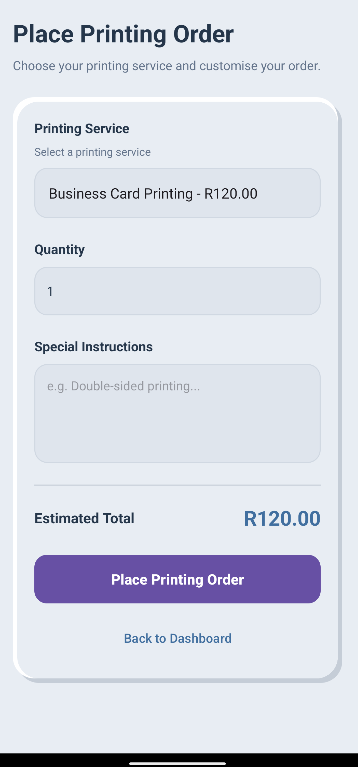 Place Printing Order
Choose your printing service and customise your order.
Printing Service
Select a printing service
Business Card Printing - R120.00
Quantity
1
Special Instructions
e.g. Double-sided printing...
Estimated Total R120.00
Place Printing Order
Back to Dashboard